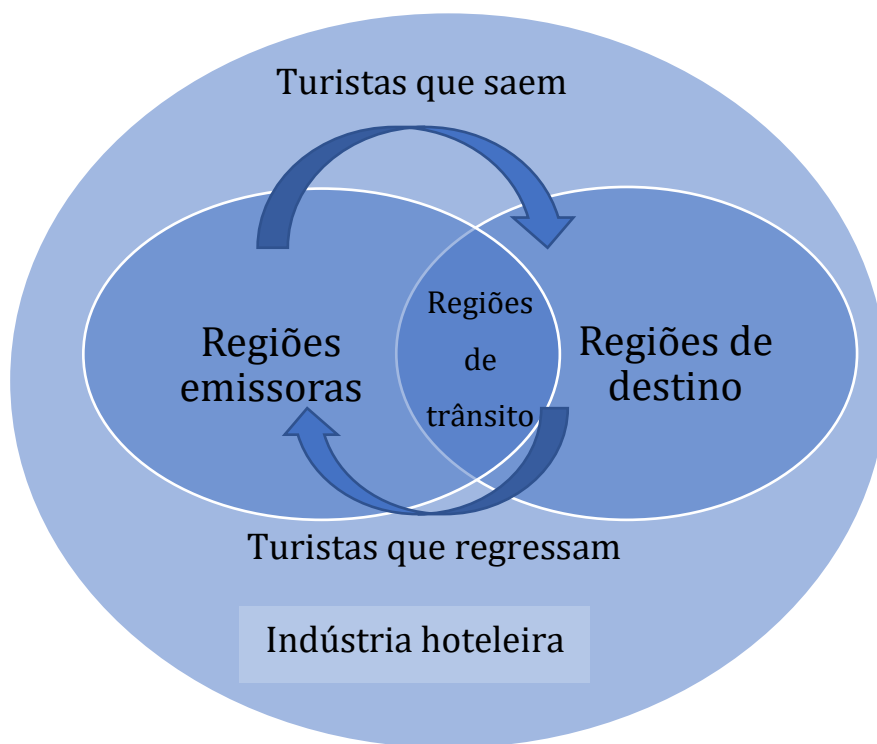 Turistas que saem
Regiões
emissoras
Regiões
de
trânsito
Regiões de
destino
Turistas que regressam
Indústria hoteleira